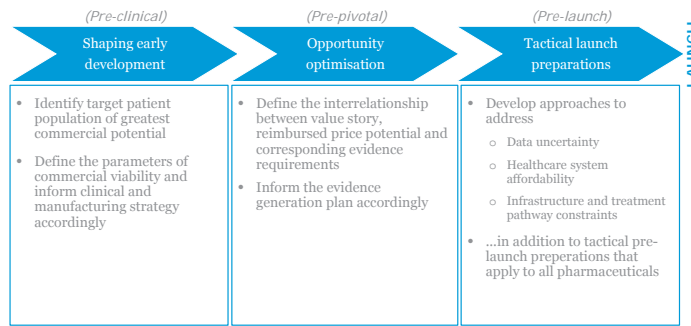 (Pre-clinical)
(Pre-pivotal)
(Pre-launch)
Shaping early
development
Opportunity
optimisation
Tactical launch
preparations
LAUNCH
• Identify target patient
population of greatest
commercial potential
• Define the parameters of
commercial viability and
inform clinical and
manufacturing strategy
accordingly
• Define the interrelationship
between value story,
reimbursed price potential and
corresponding evidence
requirements
• Inform the evidence
generation plan accordingly
• Develop approaches to
address
o Data uncertainty
o Healthcare system
affordability
o Infrastructure and treatment
pathway constraints
• ...in addition to tactical pre-
launch preperations that
apply to all pharmaceuticals